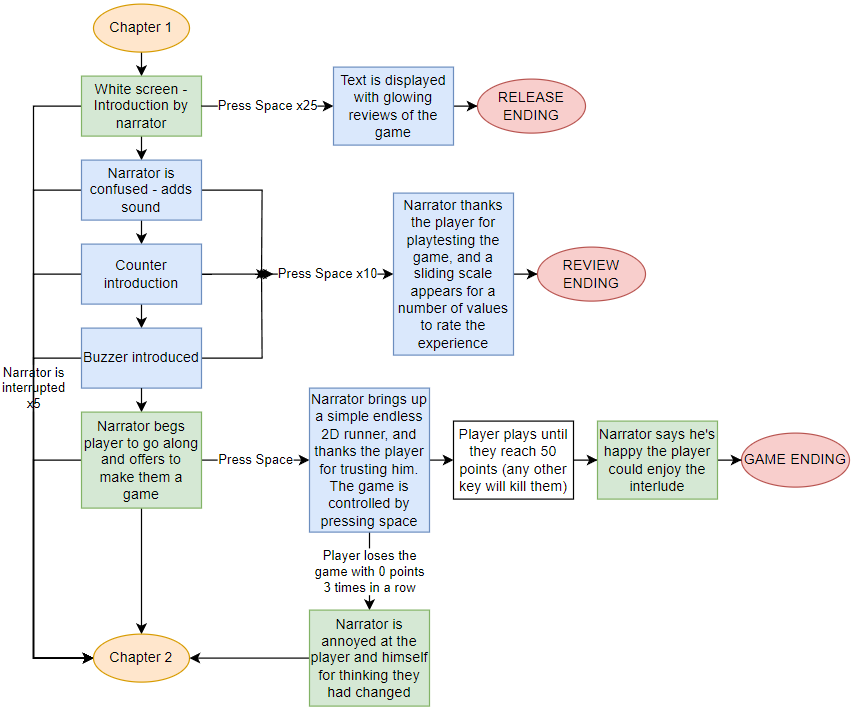 Chapter 1
White screen -
Introduction by
narrator
Press Space x25
Text is displayed
with glowing
reviews of the
game
RELEASE
ENDING
Narrator is
confused - adds
sound
Counter
introduction
Buzzer introduced
Press Space x10
Narrator thanks
the player for
playtesting the
game, and a
sliding scale
appears for a
number of values
to rate the
experience
REVIEW
ENDING
Narrator is
interrupted
x5
Narrator begs
player to go along
and offers to
make them a
game
Press Space
Narrator brings up
a simple endless
2D runner, and
thanks the player
for trusting him.
The game is
controlled by
pressing space
Player plays until
they reach 50
points (any other
key will kill them)
Narrator says he's
happy the player
could enjoy the
interlude
GAME ENDING
Player loses the
game with 0 points
3 times in a row
Narrator is
annoyed at the
player and himself
for thinking they
had changed
Chapter 2